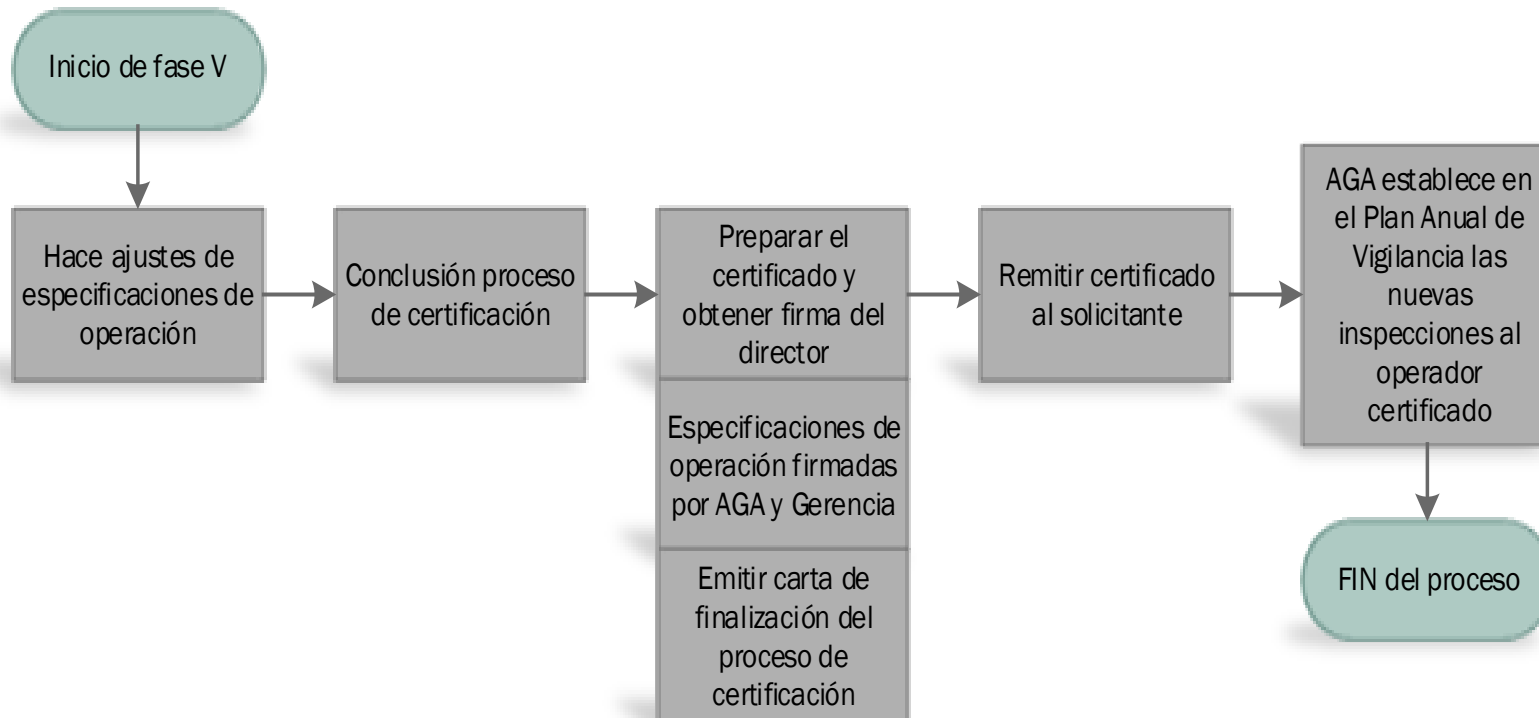 Inicio de fase V
Hace ajustes de
especificaciones de
operación
Conclusión proceso
de certificación
Preparar el
certificado y
obtener firma del
director
Especificaciones de
operación firmadas
por AGA y Gerencia
Emitir carta de
finalización del
proceso de
certificación
Remitir certificado
al solicitante
AGA establece en
el Plan Anual de
Vigilancia las
nuevas
inspecciones al
operador
certificado
FIN del proceso